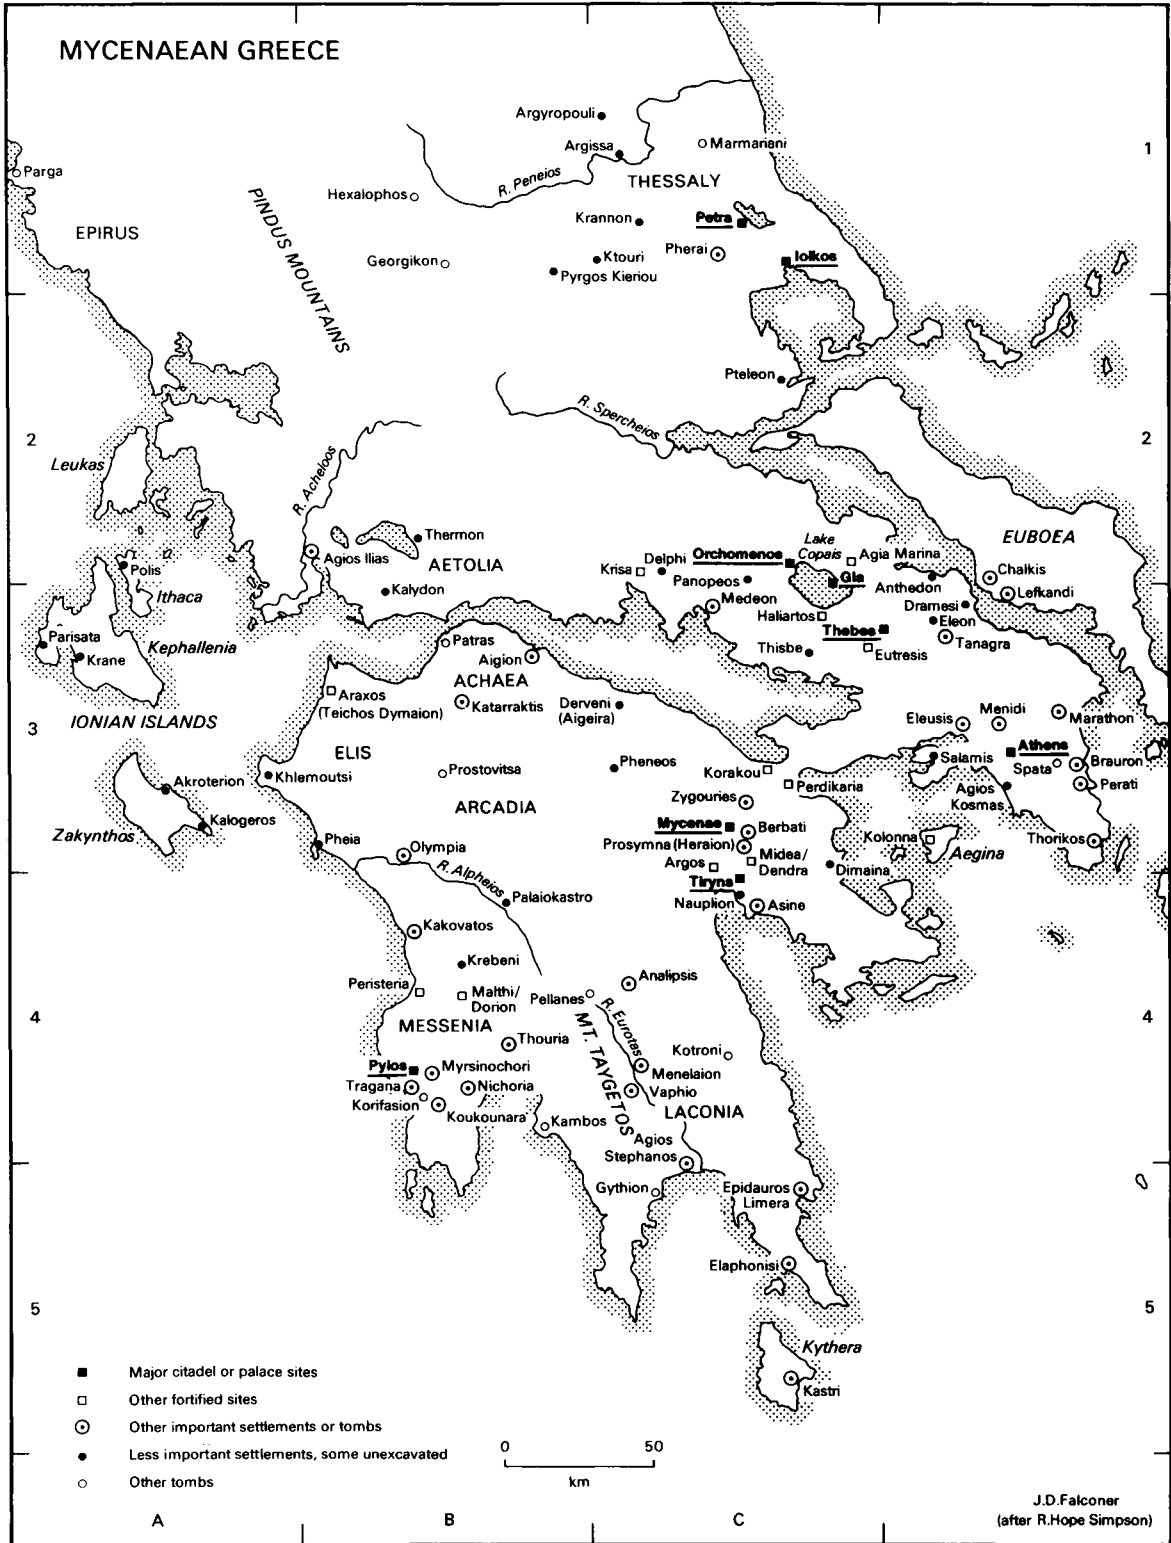 MYCENAEAN GREECE
Argyropouli
Argissa
Marmariani
1
Parga
R. Peneios
THESSALY
Hexalophos
PINDUS MOUNTAINS
Krannon
Petra
EPIRUS
Pherai
Iolkos
Georgikon
Ktouri
Pyrgos Kieriou
Pteleon
R. Spercheios
2
2
Leukas
R. Acheloos
Thermon
EUBOEA
Lake
Copais
Orchomenos
Agia Marina
Agios Ilias
AETOLIA
Delphi
Krisa
Polis
Panopeos
Gla
Anthedon
Chalkis
Kalydon
Ithaca
Medeon
Lefkandi
Dramesi
Haliartos
Eleon
Parisata
Kephallenia
Patras
Thebes
Tanagra
Krane
Aigion
Thisbe
Eutresis
ACHAEA
Araxos
(Teichos Dymaion)
Katarraktis
Derveni
(Aigeira)
Menidi
Marathon
Eleusis
IONIAN ISLANDS
3
3
ELIS
Athens
Salamis
Brauron
Spata
Akroterion
Khlemoutsi
Prostovitsa
Pheneos
Korakou
Perdikaria
Agios
Kosmas
Perati
Zygouries
ARCADIA
Kalogeros
Mycenae
Berbati
Zakynthos
Pheia
Olympia
Prosymna (Heraion)
Kolonna
Thorikos
Aegina
Argos
Midea/
Dendra
Dimaina
R. Alpheios
Tiryns
Palaiokastro
Nauplion
Asine
Kakovatos
Krebeni
Analipsis
Peristeria
Malthi/
Dorion
Pellanes
R. Eurotas
MESSENIA
4
4
MT. TAYGETOS
Thouria
Kotroni
Pylos
Myrsinochori
Menelaion
Tragana
Nichoria
Vaphio
Korifasion
Koukounara
LACONIA
Kambos
Agios
Stephanos
Gythion
Epidauros
Limera
Elaphonisi
5
5
Kythera
Kastri
Major citadel or palace sites
Other fortified sites
Other important settlements or tombs
Less important settlements, some unexcavated
Other tombs
0 50
km
J.D.Falconer
(after R.Hope Simpson)
A B C